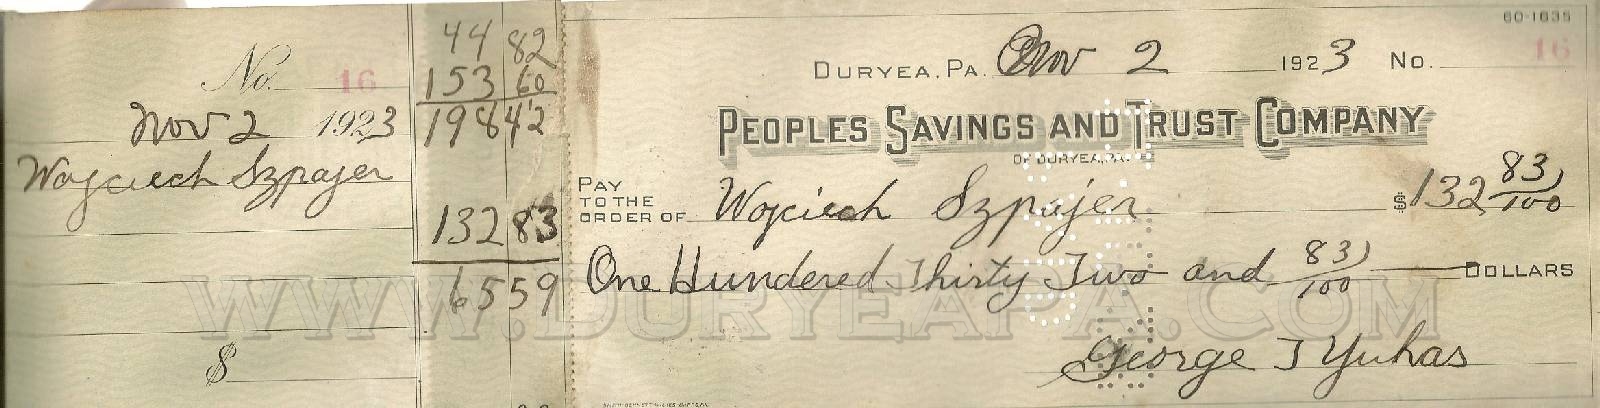 44 82
No. 16
153 60
Nov 2 1923
198 42
Wojciech Szpajer
132 83
65 59
$
60-1635
DURYEA, PA. Nov 2 1923 No. 16
PEOPLES SAVINGS AND TRUST COMPANY
OF DURYEA, PA.
PAY TO THE ORDER OF Wojciech Szpajer $132 83/100
One Hundered Thirty Two and 83/100 DOLLARS
George J Yuhas
WWW.DURYEAPA.COM